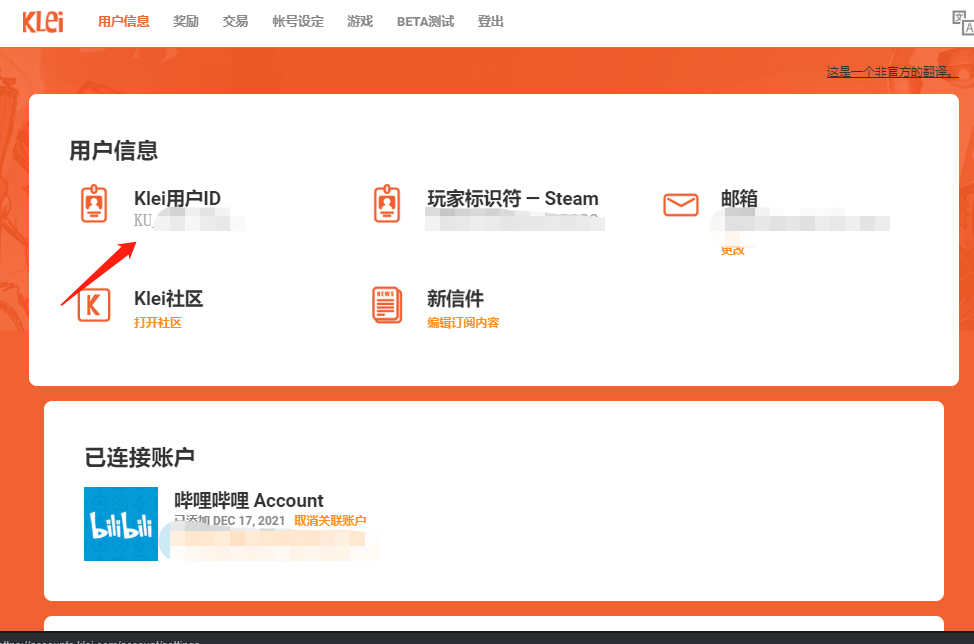 Klei 用户信息 奖励 交易 帐号设定 游戏 BETA测试 登出
这是一个非官方的翻译。
用户信息
Klei用户ID 玩家标识符 — Steam 邮箱
KU_
更改
Klei社区 新信件
打开社区 编辑订阅内容
已连接账户
哔哩哔哩 Account
已添加 DEC 17, 2021 取消关联账户
bilibili